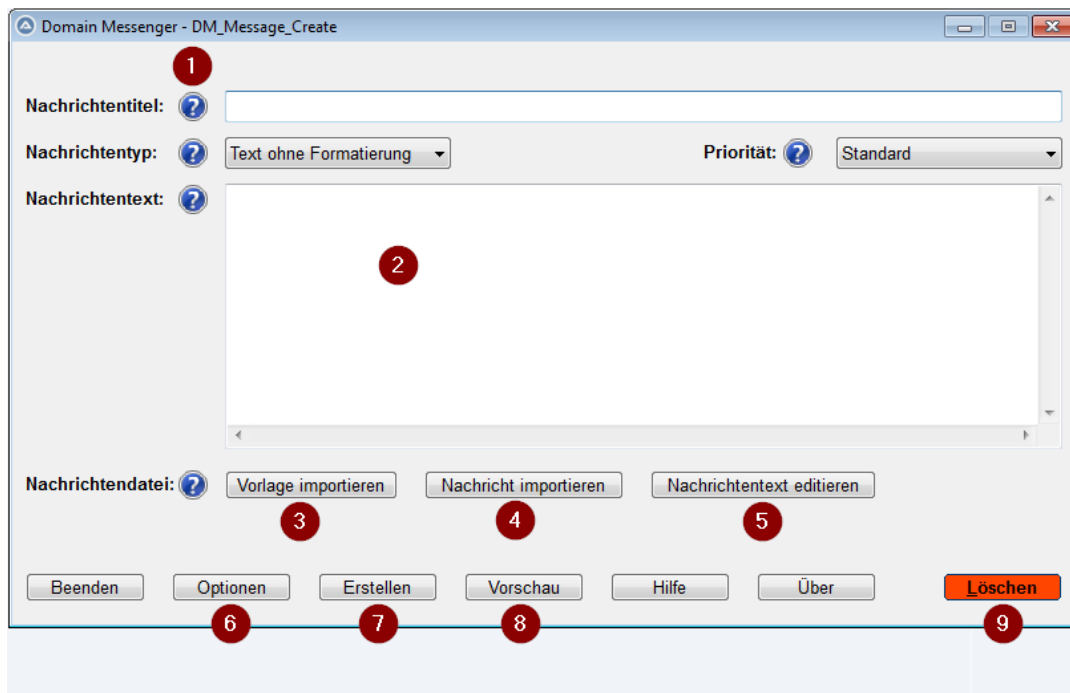 Domain Messenger - DM_Message_Create
1
Nachrichtentitel: ?
Nachrichtentyp: ? Text ohne Formatierung Priorität: ? Standard
Nachrichtentext: ?
2
Nachrichtendatei: ? Vorlage importieren Nachricht importieren Nachrichtentext editieren
3 4 5
Beenden Optionen Erstellen Vorschau Hilfe Über Löschen
6 7 8 9